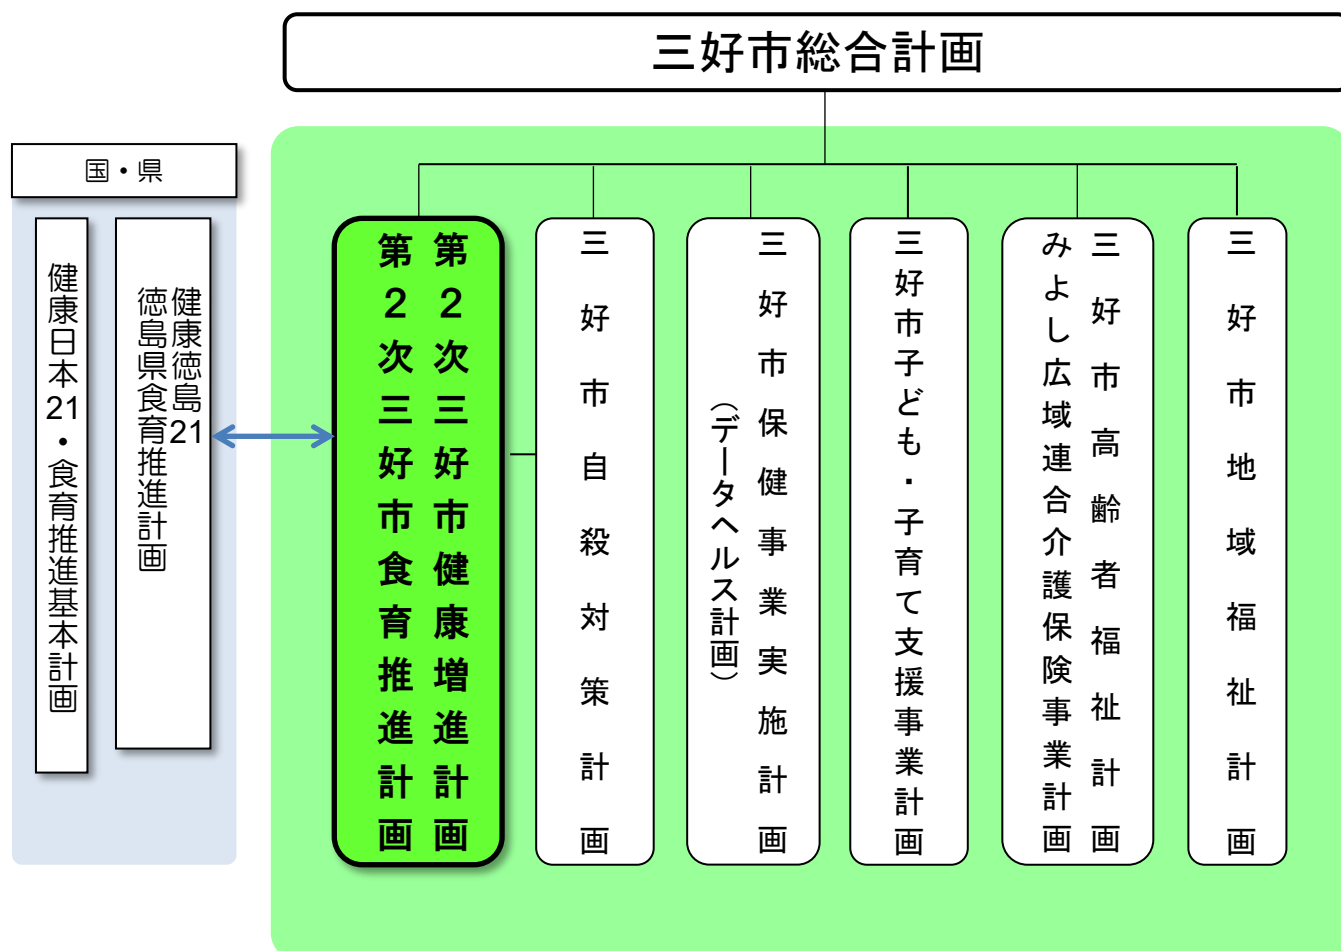 三好市総合計画
国・県
健康徳島21
徳島県食育推進計画
健康日本21・食育推進基本計画
第２次三好市健康増進計画
第２次三好市食育推進計画
三好市自殺対策計画
三好市保健事業実施計画
（データヘルス計画）
三好市子ども・子育て支援事業計画
三好市高齢者福祉計画
みよし広域連合介護保険事業計画
三好市地域福祉計画